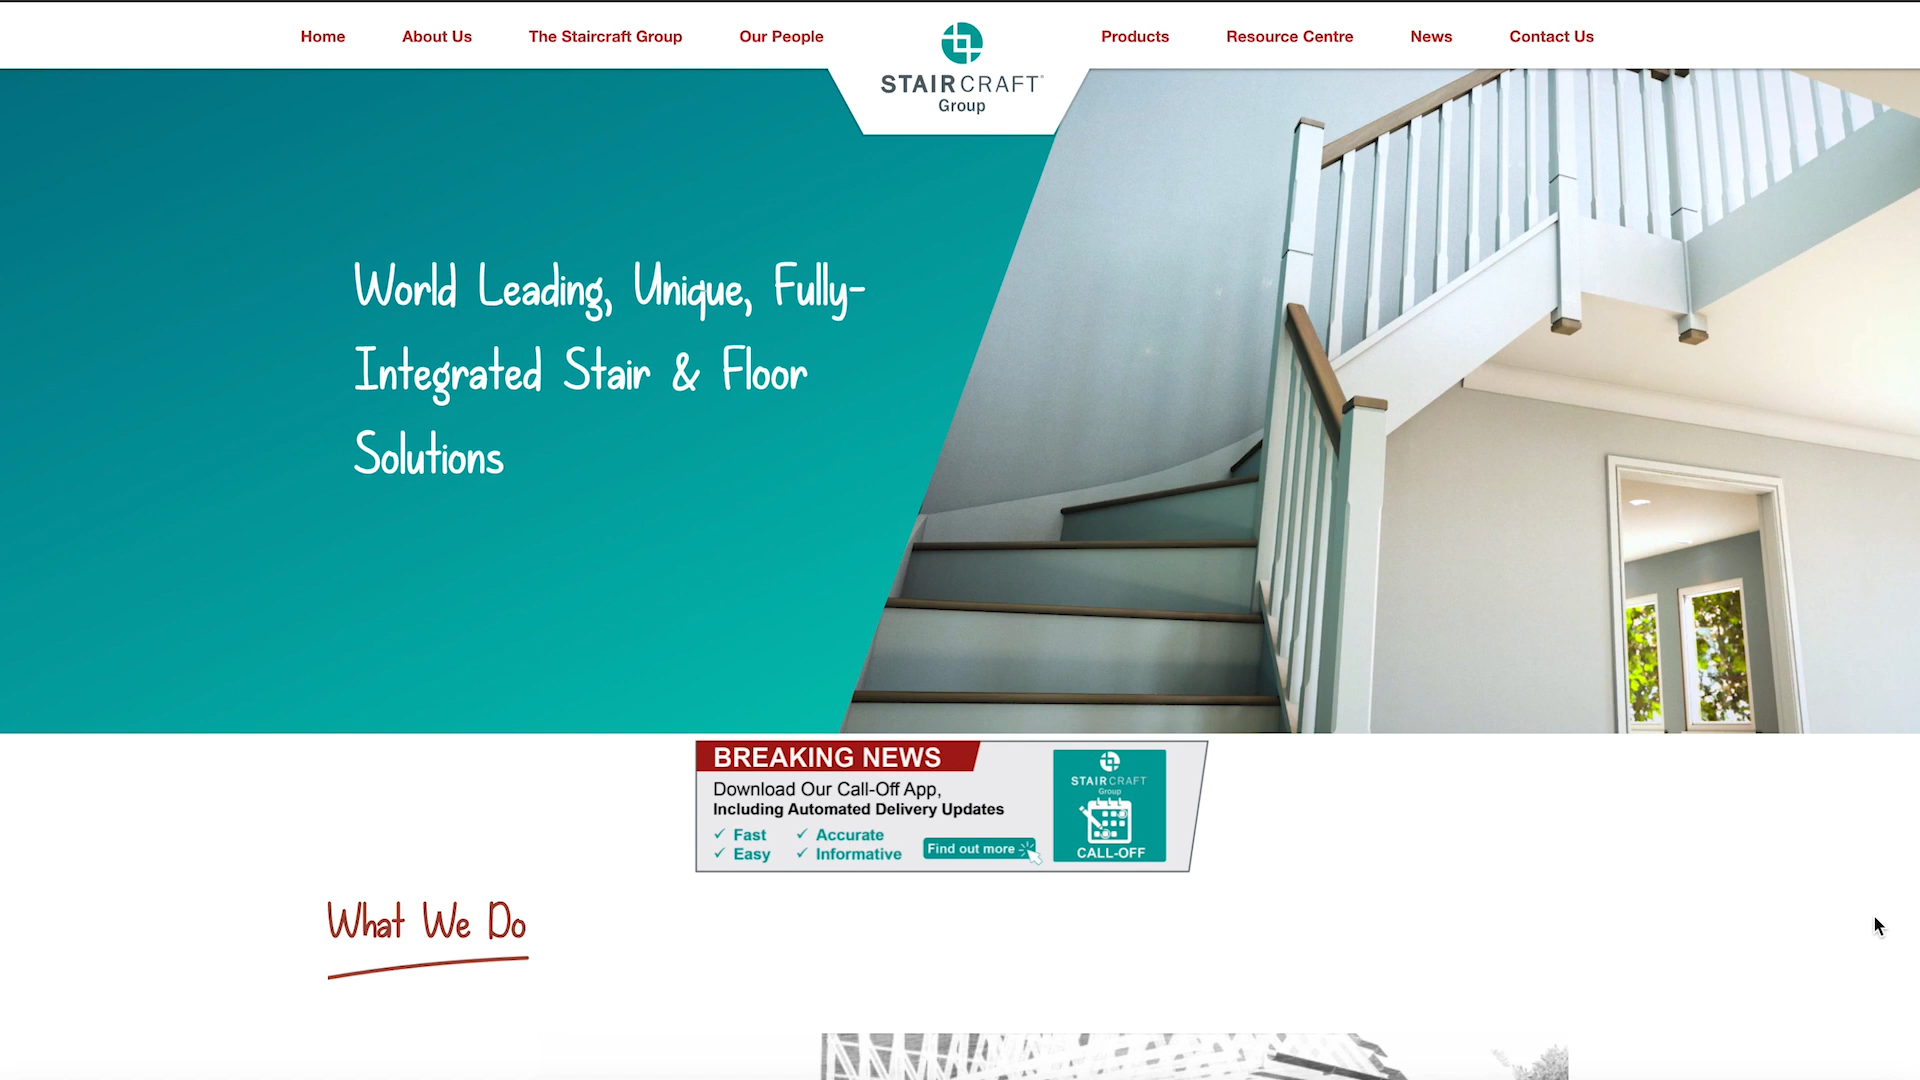 Home About Us The Staircraft Group Our People Products Resource Centre News Contact Us
STAIRCRAFT®
Group
World Leading, Unique, Fully-
Integrated Stair & Floor
Solutions
BREAKING NEWS
Download Our Call-Off App,
Including Automated Delivery Updates
✓ Fast ✓ Accurate
✓ Easy ✓ Informative
Find out more
STAIRCRAFT
Group
CALL-OFF
What We Do